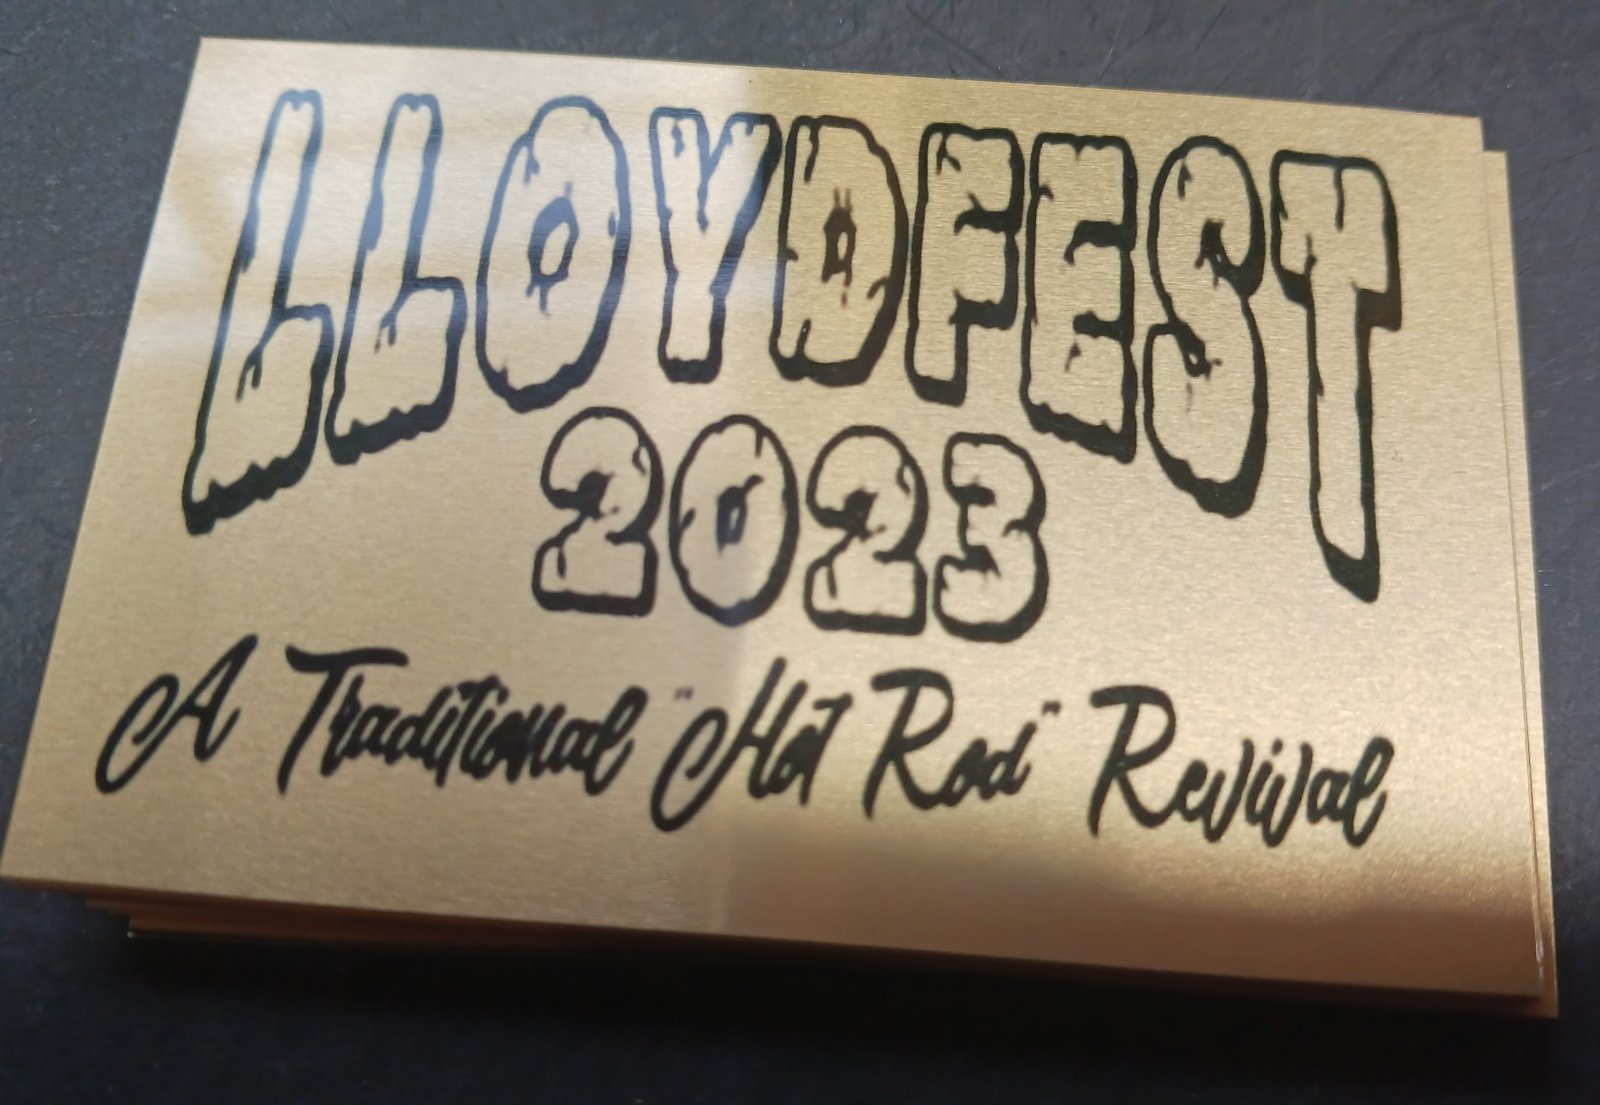 LLOYDFEST
2023
A Traditional "Hot Rod" Revival